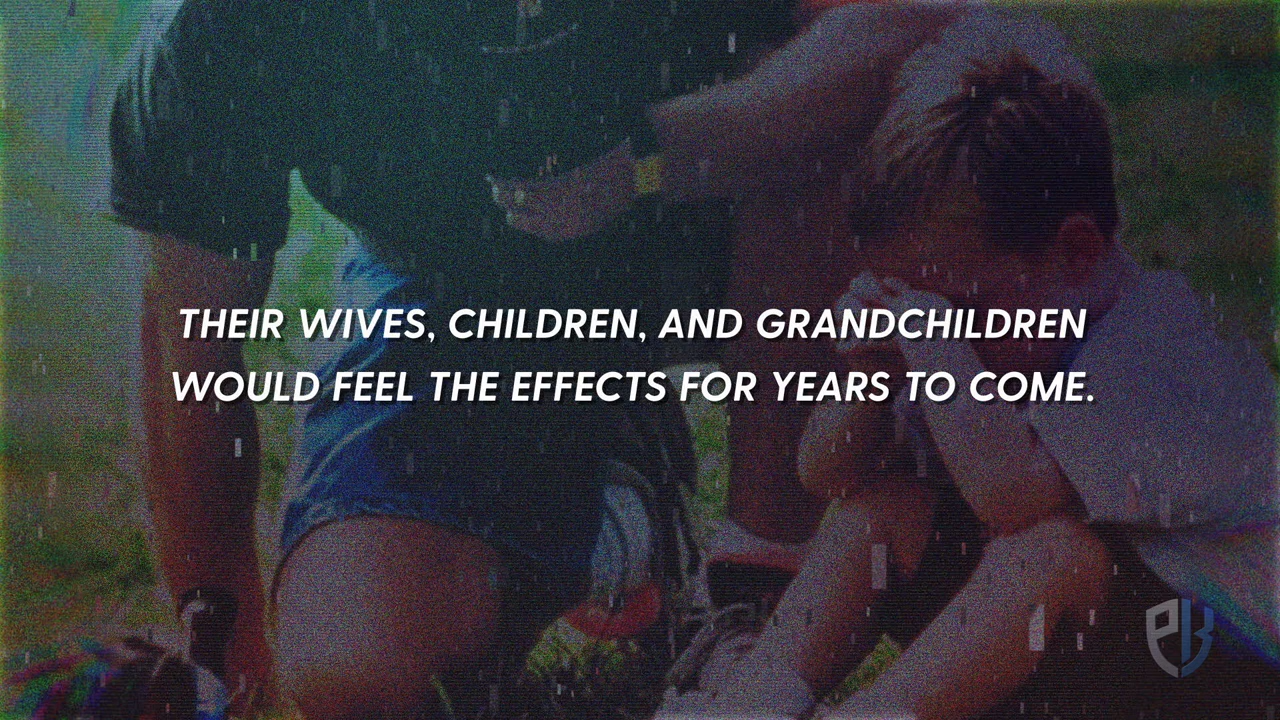 THEIR WIVES, CHILDREN, AND GRANDCHILDREN
WOULD FEEL THE EFFECTS FOR YEARS TO COME.